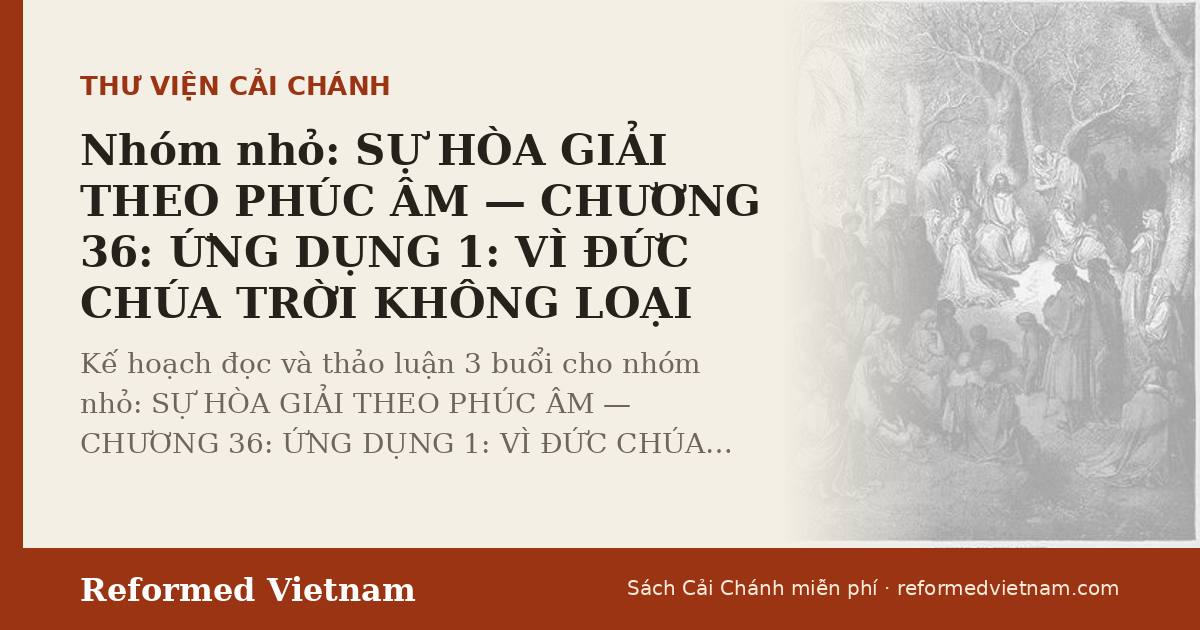 THƯ VIỆN CẢI CHÁNH
Nhóm nhỏ: SỰ HÒA GIẢI
THEO PHÚC ÂM — CHƯƠNG
36: ỨNG DỤNG 1: VÌ ĐỨC
CHÚA TRỜI KHÔNG LOẠI
Kế hoạch đọc và thảo luận 3 buổi cho nhóm
nhỏ: SỰ HÒA GIẢI THEO PHÚC ÂM —
CHƯƠNG 36: ỨNG DỤNG 1: VÌ ĐỨC CHÚA...
Reformed Vietnam
Sách Cải Chánh miễn phí · reformedvietnam.com